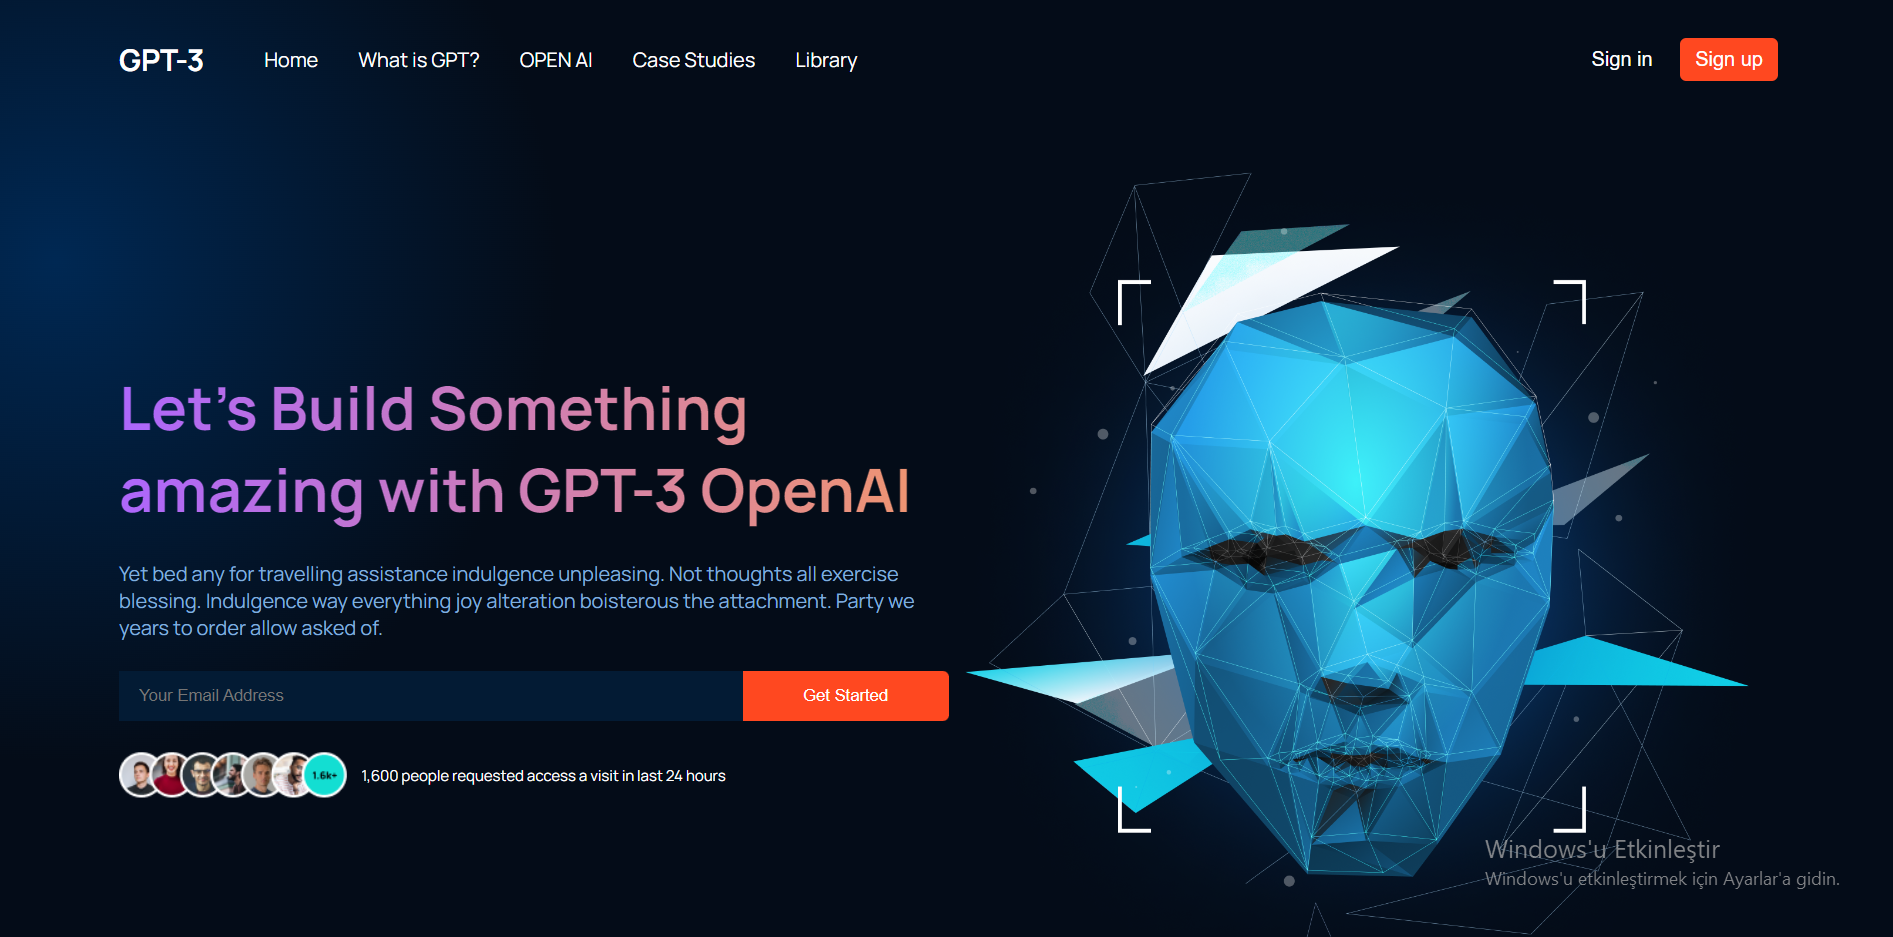 GPT-3
Home
What is GPT?
OPEN AI
Case Studies
Library
Sign in
Sign up
Let's Build Something
amazing with GPT-3 OpenAI
Yet bed any for travelling assistance indulgence unpleasing. Not thoughts all exercise
blessing. Indulgence way everything joy alteration boisterous the attachment. Party we
years to order allow asked of.
Your Email Address
Get Started
1.6k+
1,600 people requested access a visit in last 24 hours
Windows'u Etkinleştir
Windows'u etkinleştirmek için Ayarlar'a gidin.